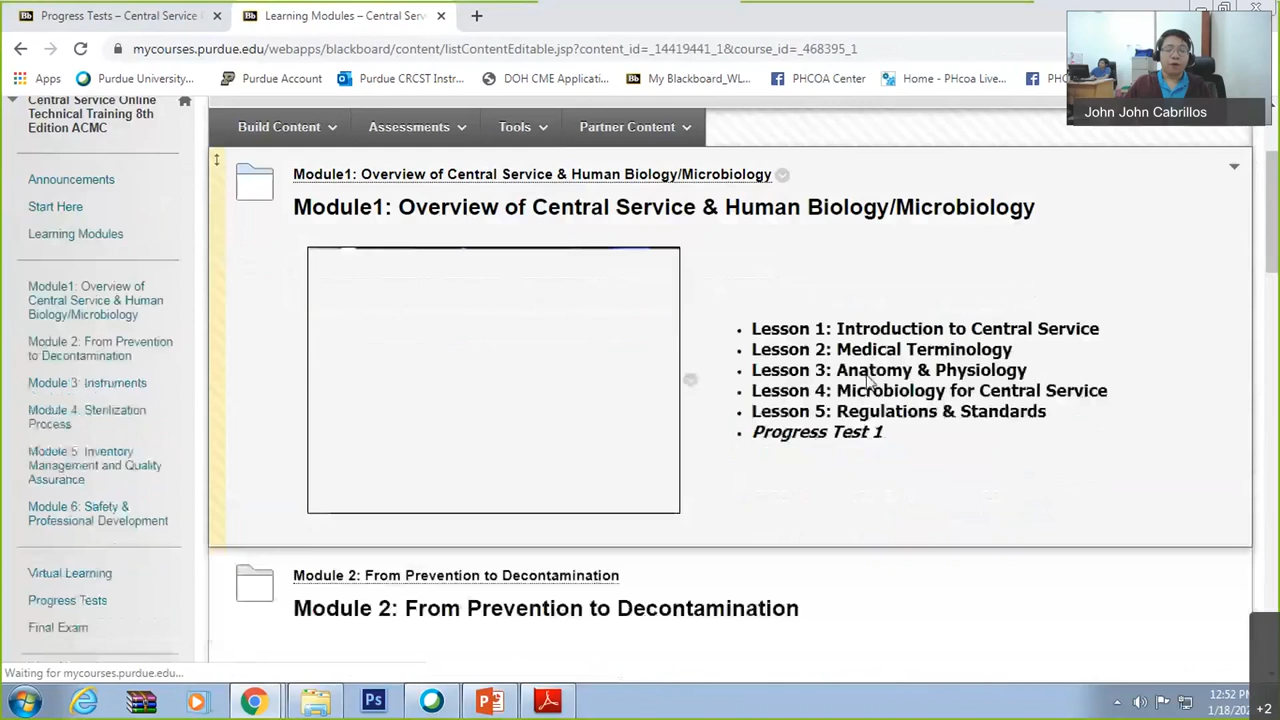 Progress Tests – Central Service
Learning Modules – Central Serv
mycourses.purdue.edu/webapps/blackboard/content/listContentEditable.jsp?content_id=_14419441_1&course_id=_468395_1
Apps
Purdue University...
Purdue Account
Purdue CRCST Instr...
DOH CME Applicati...
My Blackboard_WL...
PHCOA Center
Home - PHcoa Live...
John John Cabrillos
Central Service Online
Technical Training 8th
Edition ACMC
Announcements
Start Here
Learning Modules
Module1: Overview of
Central Service & Human
Biology/Microbiology
Module 2: From Prevention
to Decontamination
Module 3: Instruments
Module 4: Sterilization
Process
Module 5: Inventory
Management and Quality
Assurance
Module 6: Safety &
Professional Development
Virtual Learning
Progress Tests
Final Exam
Build Content
Assessments
Tools
Partner Content
Module1: Overview of Central Service & Human Biology/Microbiology
Module1: Overview of Central Service & Human Biology/Microbiology
Lesson 1: Introduction to Central Service
Lesson 2: Medical Terminology
Lesson 3: Anatomy & Physiology
Lesson 4: Microbiology for Central Service
Lesson 5: Regulations & Standards
Progress Test 1
Module 2: From Prevention to Decontamination
Module 2: From Prevention to Decontamination
Waiting for mycourses.purdue.edu...
Ps
12:52 PM
1/18/20
+2